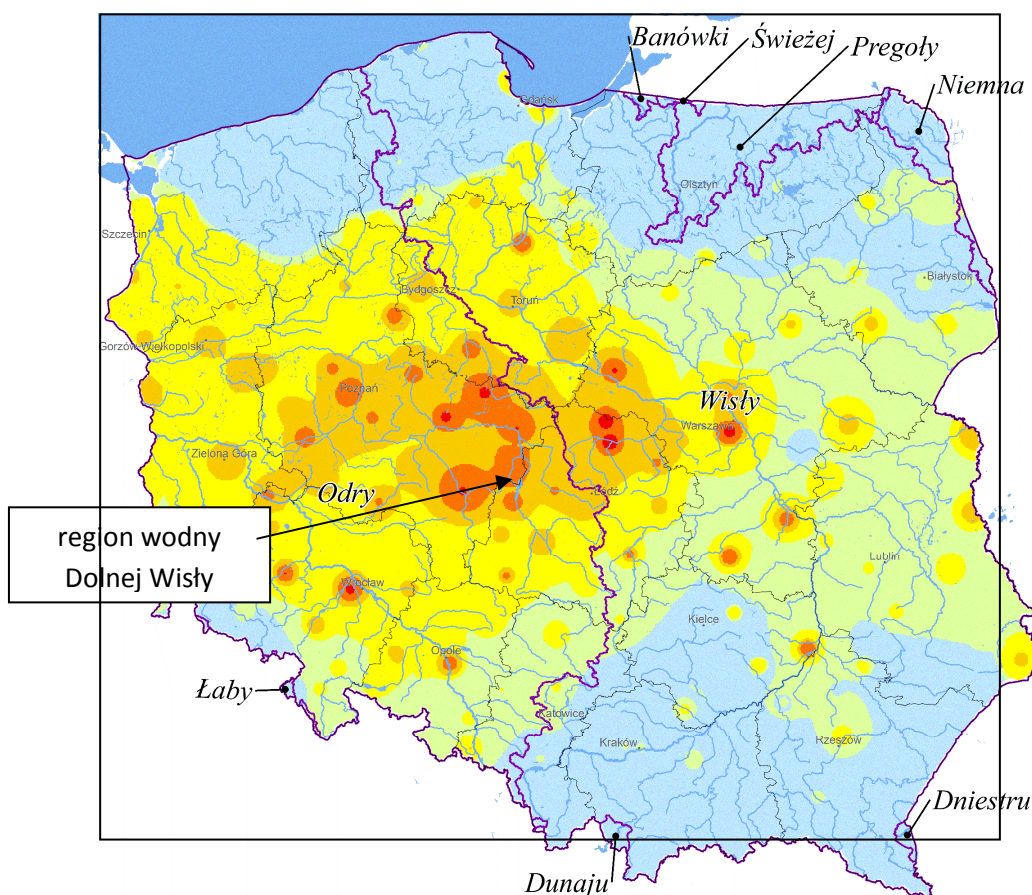 Banówki
Świeżej
Pregoły
Niemna
Gdańsk
Olsztyn
Szczecin
Białystok
Bydgoszcz
Toruń
Gorzów Wielkopolski
Poznań
Wisły
Warszawa
Zielona Góra
Odry
Łódź
region wodny
Dolnej Wisły
Lublin
Wrocław
Kielce
Opole
Łaby
Katowice
Kraków
Rzeszów
Dniestru
Dunaju